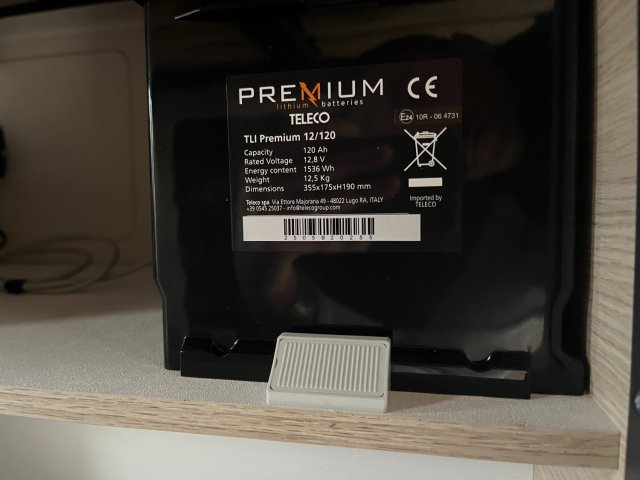 PREMIUM
lithium batteries
CE
TELECO
E24 10R - 06 4731
TLI Premium 12/120
Capacity 120 Ah
Rated Voltage 12,8 V
Energy content 1536 Wh
Weight 12,5 Kg
Dimensions 355x175xH190 mm
Imported by
TELECO
Teleco spa Via Ettore Majorana 49 - 48022 Lugo RA, ITALY
+39 0545 25037 - info@telecogroup.com
2505B20255